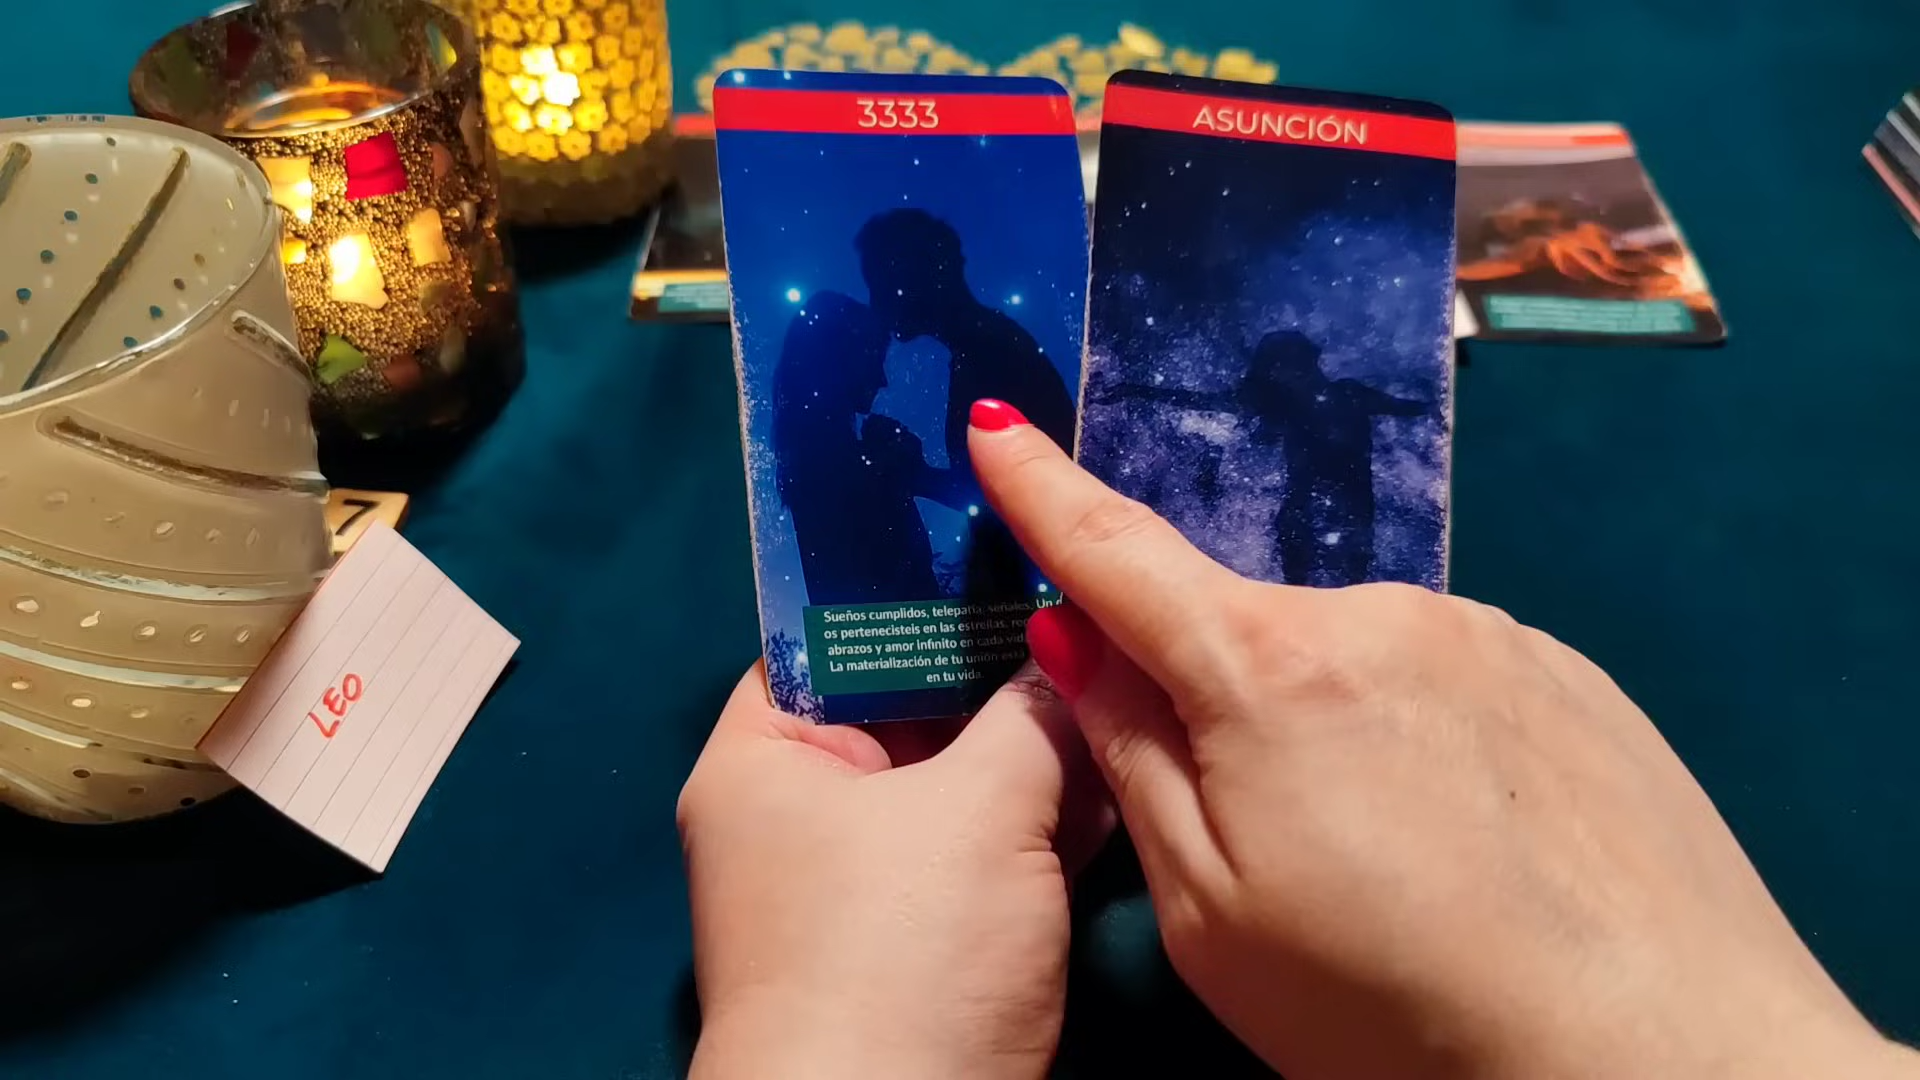 3333
ASUNCIÓN
Sueños cumplidos, telepatía, señales. Un
os pertenecisteis en las estrellas,
abrazos y amor infinito en cada
La materialización de tu unión está
en tu vida.
7
LEO